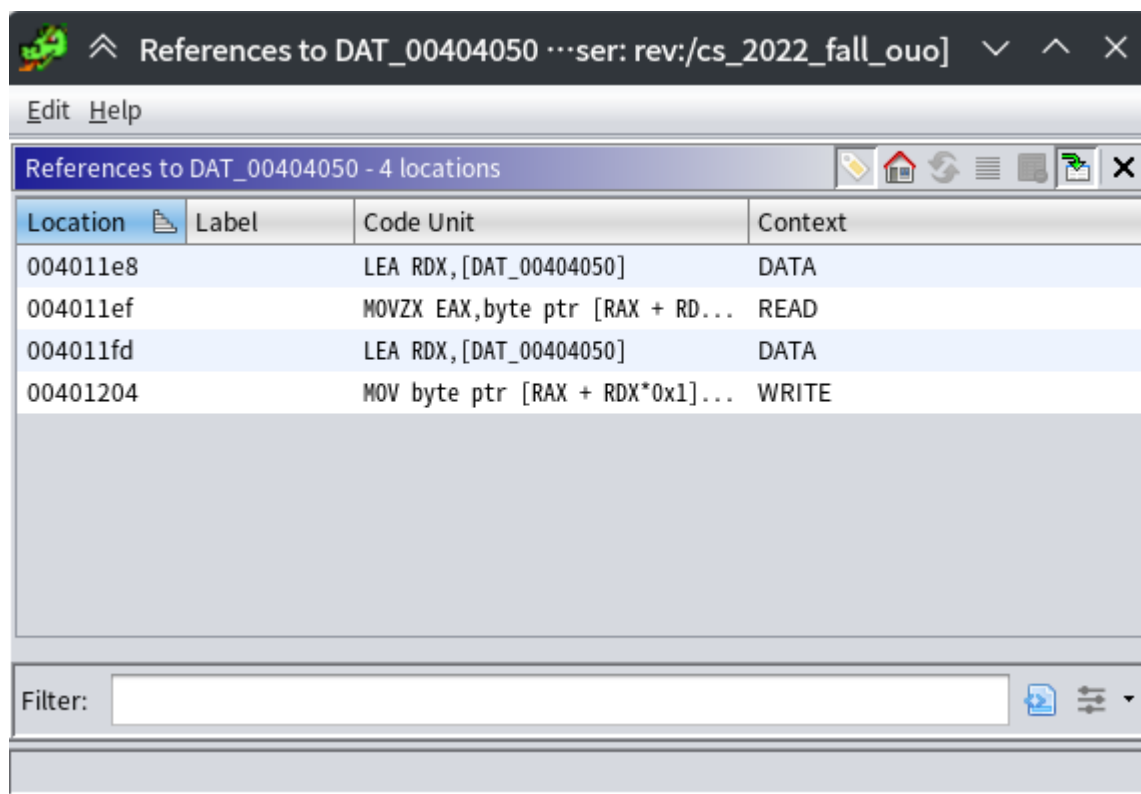 References to DAT_00404050 ···ser: rev:/cs_2022_fall_ouo]
Edit Help
References to DAT_00404050 - 4 locations
Location Label Code Unit Context
004011e8 LEA RDX,[DAT_00404050] DATA
004011ef MOVZX EAX,byte ptr [RAX + RD... READ
004011fd LEA RDX,[DAT_00404050] DATA
00401204 MOV byte ptr [RAX + RDX*0x1]... WRITE
Filter: